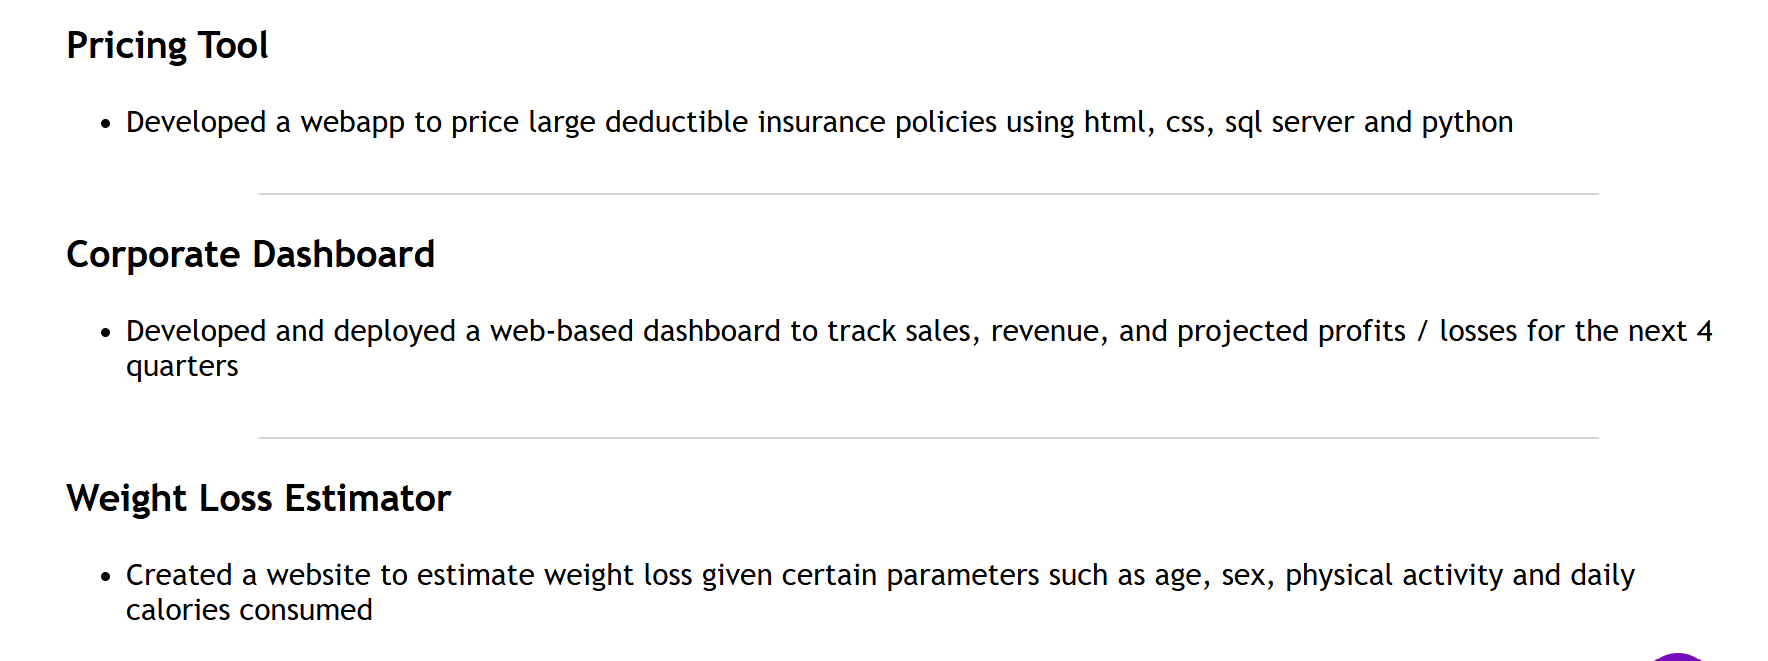 Pricing Tool
• Developed a webapp to price large deductible insurance policies using html, css, sql server and python
Corporate Dashboard
• Developed and deployed a web-based dashboard to track sales, revenue, and projected profits / losses for the next 4
quarters
Weight Loss Estimator
• Created a website to estimate weight loss given certain parameters such as age, sex, physical activity and daily
calories consumed